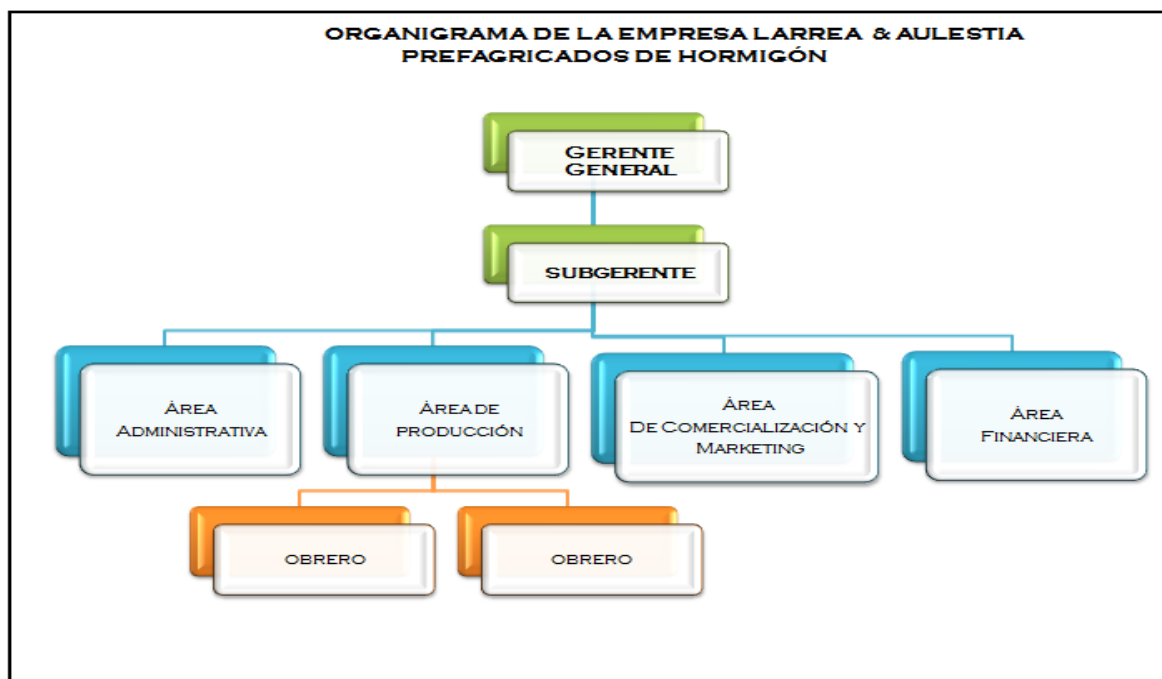 ORGANIGRAMA DE LA EMPRESA LARREA & AULESTIA
PREFAGRICADOS DE HORMIGÓN
GERENTE
GENERAL
SUBGERENTE
ÁREA
ADMINISTRATIVA
ÁREA DE
PRODUCCIÓN
ÁREA
DE COMERCIALIZACIÓN Y
MARKETING
ÁREA
FINANCIERA
OBRERO
OBRERO